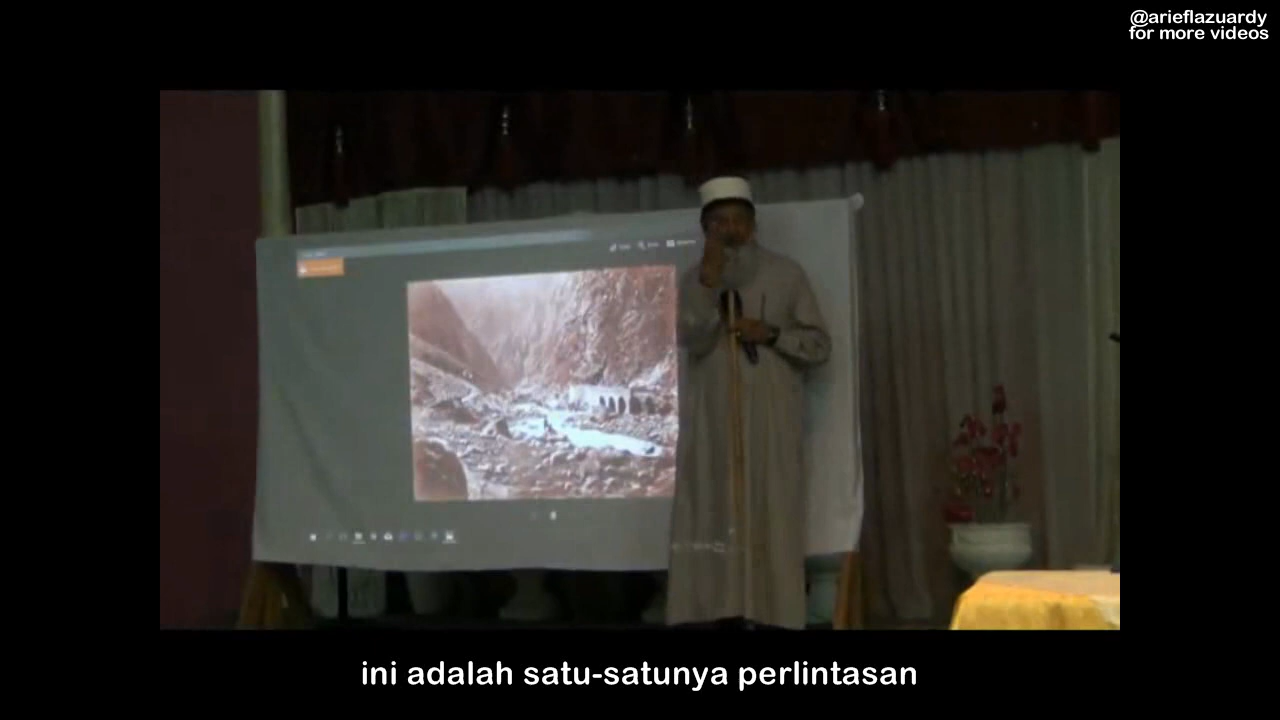 @arieflazuardy
for more videos
ini adalah satu-satunya perlintasan